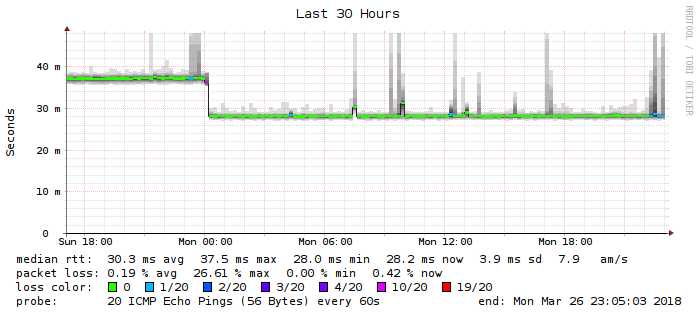 Last 30 Hours
RRDTOOL / TOBI OETIKER
Seconds
40 m
30 m
20 m
10 m
0
Sun 18:00 Mon 00:00 Mon 06:00 Mon 12:00 Mon 18:00
median rtt: 30.3 ms avg 37.5 ms max 28.0 ms min 28.2 ms now 3.9 ms sd 7.9 am/s
packet loss: 0.19 % avg 26.61 % max 0.00 % min 0.42 % now
loss color: 0 1/20 2/20 3/20 4/20 10/20 19/20
probe: 20 ICMP Echo Pings (56 Bytes) every 60s end: Mon Mar 26 23:05:03 2018